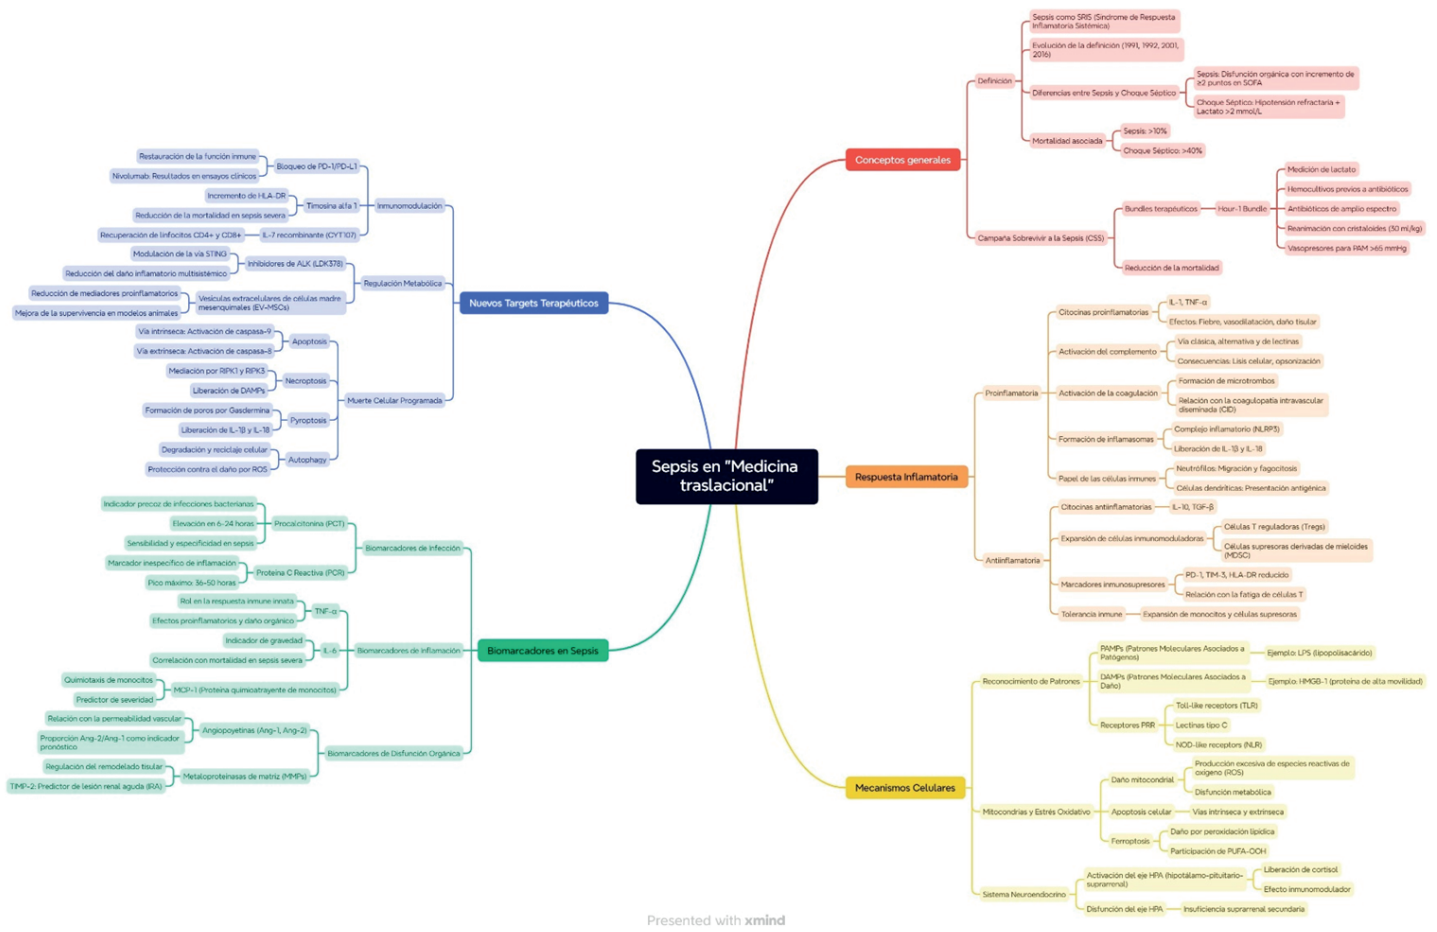 Sepsis en "Medicina
traslacional"
Conceptos generales
Definición
Sepsis como SRIS (Síndrome de Respuesta
Inflamatoria Sistémica)
Evolución de la definición (1991, 1992, 2001,
2016)
Diferencias entre Sepsis y Choque Séptico
Sepsis: Disfunción orgánica con incremento de
≥2 puntos en SOFA
Choque Séptico: Hipotensión refractaria +
Lactato >2 mmol/L
Mortalidad asociada
Sepsis: >10%
Choque Séptico: >40%
Campaña Sobrevivir a la Sepsis (CSS)
Bundles terapéuticos
Hour-1 Bundle
Medición de lactato
Hemocultivos previos a antibióticos
Antibióticos de amplio espectro
Reanimación con cristaloides (30 ml/kg)
Vasopresores para PAM >65 mmHg
Reducción de la mortalidad
Respuesta Inflamatoria
Proinflamatoria
Citocinas proinflamatorias
IL-1, TNF-α
Efectos: Fiebre, vasodilatación, daño tisular
Activación del complemento
Vía clásica, alternativa y de lectinas
Consecuencias: Lisis celular, opsonización
Activación de la coagulación
Formación de microtrombos
Relación con la coagulopatía intravascular
diseminada (CID)
Formación de inflamasomas
Complejo inflamatorio (NLRP3)
Liberación de IL-1β y IL-18
Papel de las células inmunes
Neutrófilos: Migración y fagocitosis
Células dendríticas: Presentación antigénica
Antiinflamatoria
Citocinas antiinflamatorias
IL-10, TGF-β
Expansión de células inmunomoduladoras
Células T reguladoras (Tregs)
Células supresoras derivadas de mieloides
(MDSC)
Marcadores inmunosupresores
PD-1, TIM-3, HLA-DR reducido
Relación con la fatiga de células T
Tolerancia inmune
Expansión de monocitos y células supresoras
Mecanismos Celulares
Reconocimiento de Patrones
PAMPs (Patrones Moleculares Asociados a
Patógenos)
Ejemplo: LPS (lipopolisacárido)
DAMPs (Patrones Moleculares Asociados a
Daño)
Ejemplo: HMGB-1 (proteína de alta movilidad)
Receptores PRR
Toll-like receptors (TLR)
Lectinas tipo C
NOD-like receptors (NLR)
Mitocondrias y Estrés Oxidativo
Daño mitocondrial
Producción excesiva de especies reactivas de
oxígeno (ROS)
Disfunción metabólica
Apoptosis celular
Vías intrínseca y extrínseca
Ferroptosis
Daño por peroxidación lipídica
Participación de PUFA-OOH
Sistema Neuroendocrino
Activación del eje HPA (hipotálamo-pituitario-
suprarrenal)
Liberación de cortisol
Efecto inmunomodulador
Disfunción del eje HPA
Insuficiencia suprarrenal secundaria
Nuevos Targets Terapéuticos
Inmunomodulación
Bloqueo de PD-1/PD-L1
Restauración de la función inmune
Nivolumab: Resultados en ensayos clínicos
Timosina alfa 1
Incremento de HLA-DR
Reducción de la mortalidad en sepsis severa
IL-7 recombinante (CYT107)
Recuperación de linfocitos CD4+ y CD8+
Regulación Metabólica
Inhibidores de ALK (LDK378)
Modulación de la vía STING
Reducción del daño inflamatorio multisistémico
Vesículas extracelulares de células madre
mesenquimales (EV-MSCs)
Reducción de mediadores proinflamatorios
Mejora de la supervivencia en modelos animales
Muerte Celular Programada
Apoptosis
Vía intrínseca: Activación de caspasa-9
Vía extrínseca: Activación de caspasa-8
Necroptosis
Mediación por RIPK1 y RIPK3
Liberación de DAMPs
Pyroptosis
Formación de poros por Gasdermina
Liberación de IL-1β y IL-18
Autophagy
Degradación y reciclaje celular
Protección contra el daño por ROS
Biomarcadores en Sepsis
Biomarcadores de Infección
Procalcitonina (PCT)
Indicador precoz de infecciones bacterianas
Elevación en 6-24 horas
Sensibilidad y especificidad en sepsis
Proteína C Reactiva (PCR)
Marcador inespecífico de inflamación
Pico máximo: 36-50 horas
Biomarcadores de Inflamación
TNF-α
Rol en la respuesta inmune innata
Efectos proinflamatorios y daño orgánico
IL-6
Indicador de gravedad
Correlación con mortalidad en sepsis severa
MCP-1 (Proteína quimioatrayente de monocitos)
Quimiotaxis de monocitos
Predictor de severidad
Biomarcadores de Disfunción Orgánica
Angiopoyetinas (Ang-1, Ang-2)
Relación con la permeabilidad vascular
Proporción Ang-2/Ang-1 como indicador
pronóstico
Metaloproteinasas de matriz (MMPs)
Regulación del remodelado tisular
TIMP-2: Predictor de lesión renal aguda (IRA)
Presented with xmind